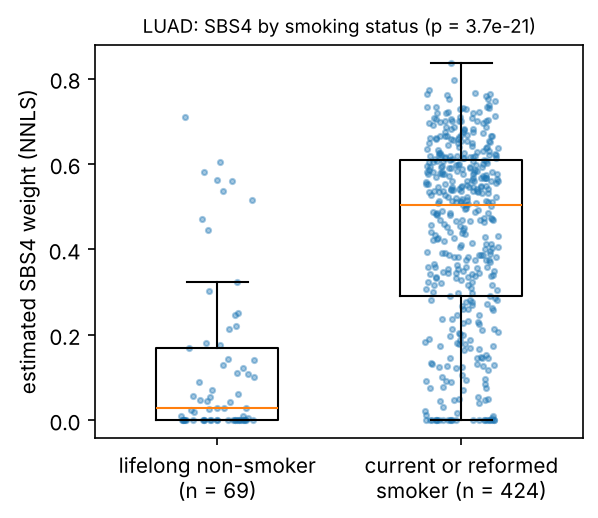 LUAD: SBS4 by smoking status (p = 3.7e-21)
estimated SBS4 weight (NNLS)
0.8
0.6
0.4
0.2
0.0
lifelong non-smoker
(n = 69)
current or reformed
smoker (n = 424)